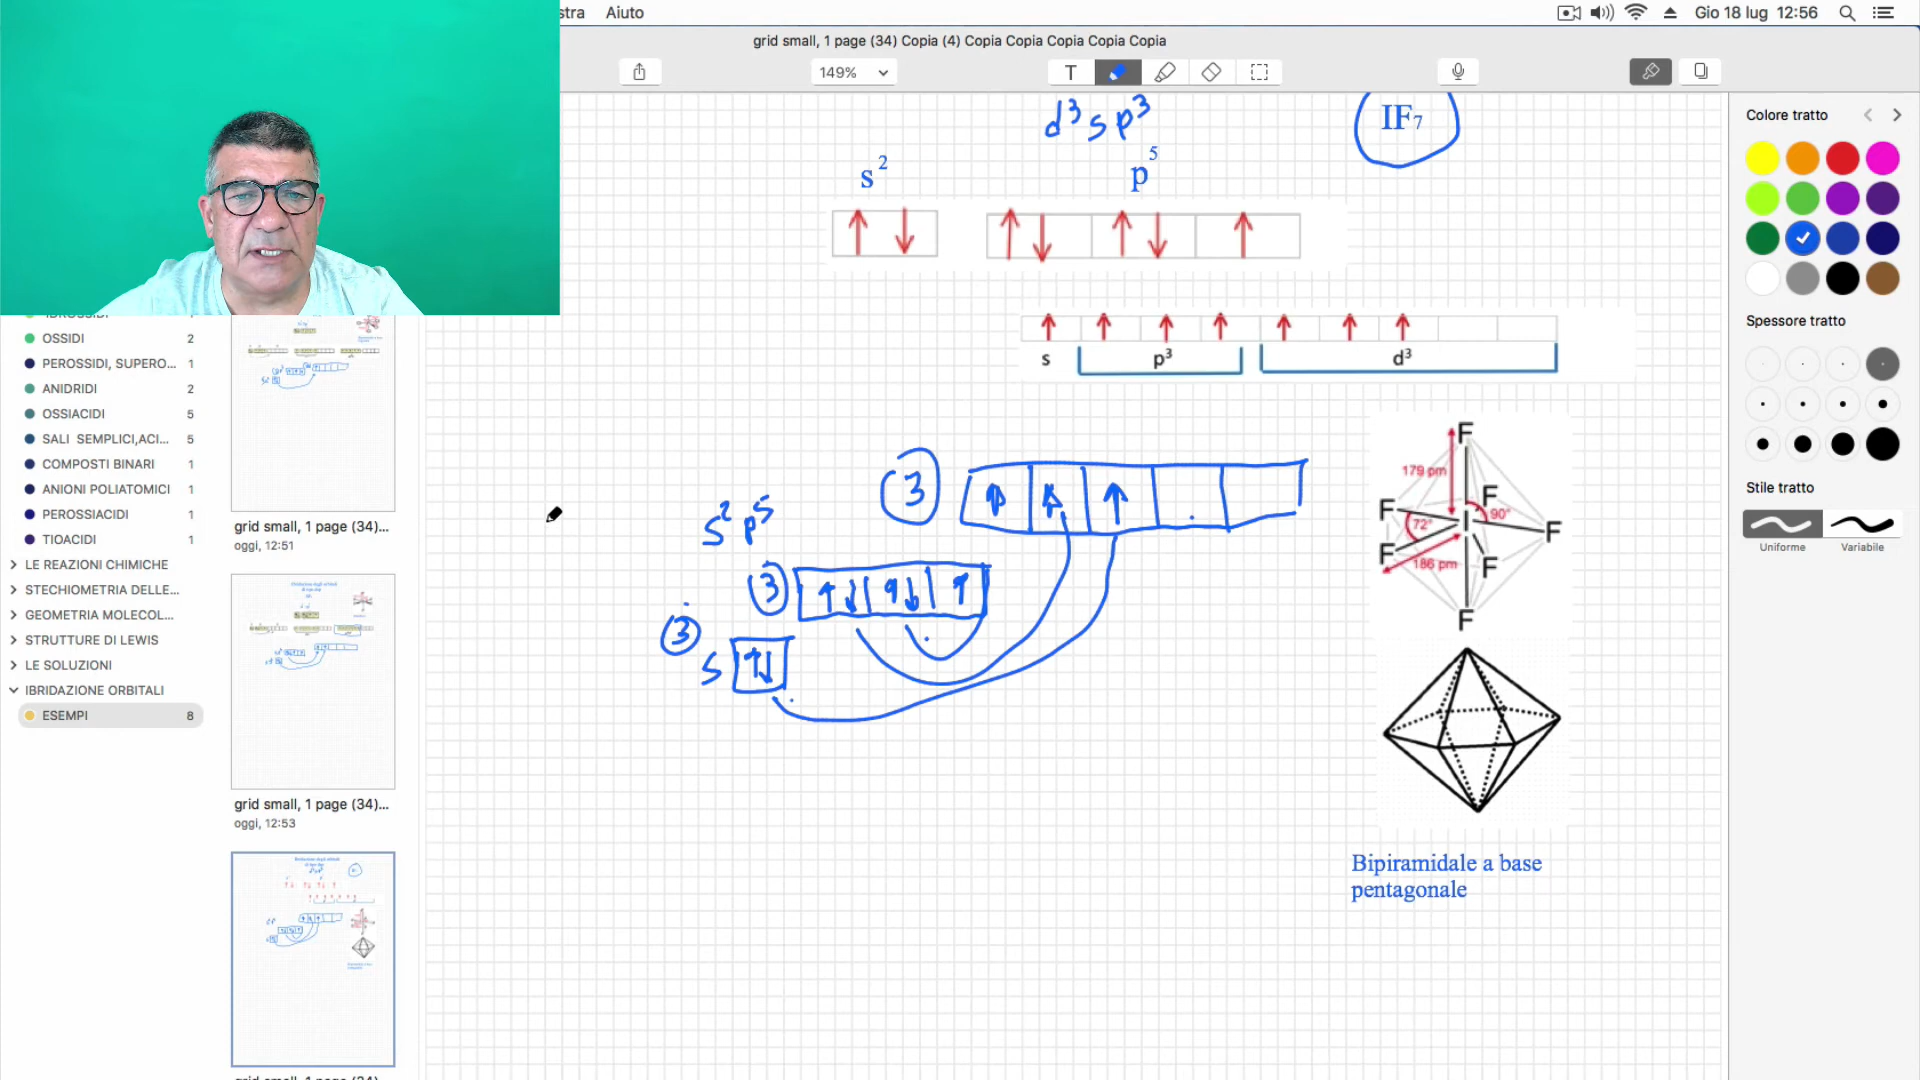 stra Aiuto
Gio 18 lug 12:56
grid small, 1 page (34) Copia (4) Copia Copia Copia Copia Copia
149%
T
d³sp³
IF₇
s²
p⁵
s p³ d³
3
s² p⁵
3
3
s
F
179 pm
F
F
90°
72°
I
F
F
F
186 pm
F
Bipiramidale a base
pentagonale
OSSIDI 2
PEROSSIDI, SUPERO... 1
ANIDRIDI 2
OSSIACIDI 5
SALI SEMPLICI,ACI... 5
COMPOSTI BINARI 1
ANIONI POLIATOMICI 1
PEROSSIACIDI 1
TIOACIDI 1
LE REAZIONI CHIMICHE
STECHIOMETRIA DELLE...
GEOMETRIA MOLECOL...
STRUTTURE DI LEWIS
LE SOLUZIONI
IBRIDAZIONE ORBITALI
ESEMPI 8
grid small, 1 page (34)...
oggi, 12:51
grid small, 1 page (34)...
oggi, 12:53
Colore tratto
Spessore tratto
Stile tratto
Uniforme Variabile